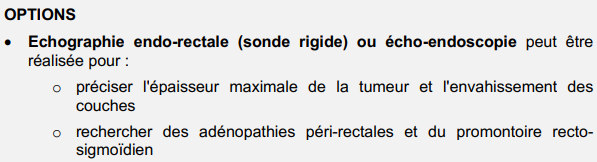 OPTIONS
• Echographie endo-rectale (sonde rigide) ou écho-endoscopie peut être
réalisée pour :
o préciser l'épaisseur maximale de la tumeur et l'envahissement des
couches
o rechercher des adénopathies péri-rectales et du promontoire recto-
sigmoïdien